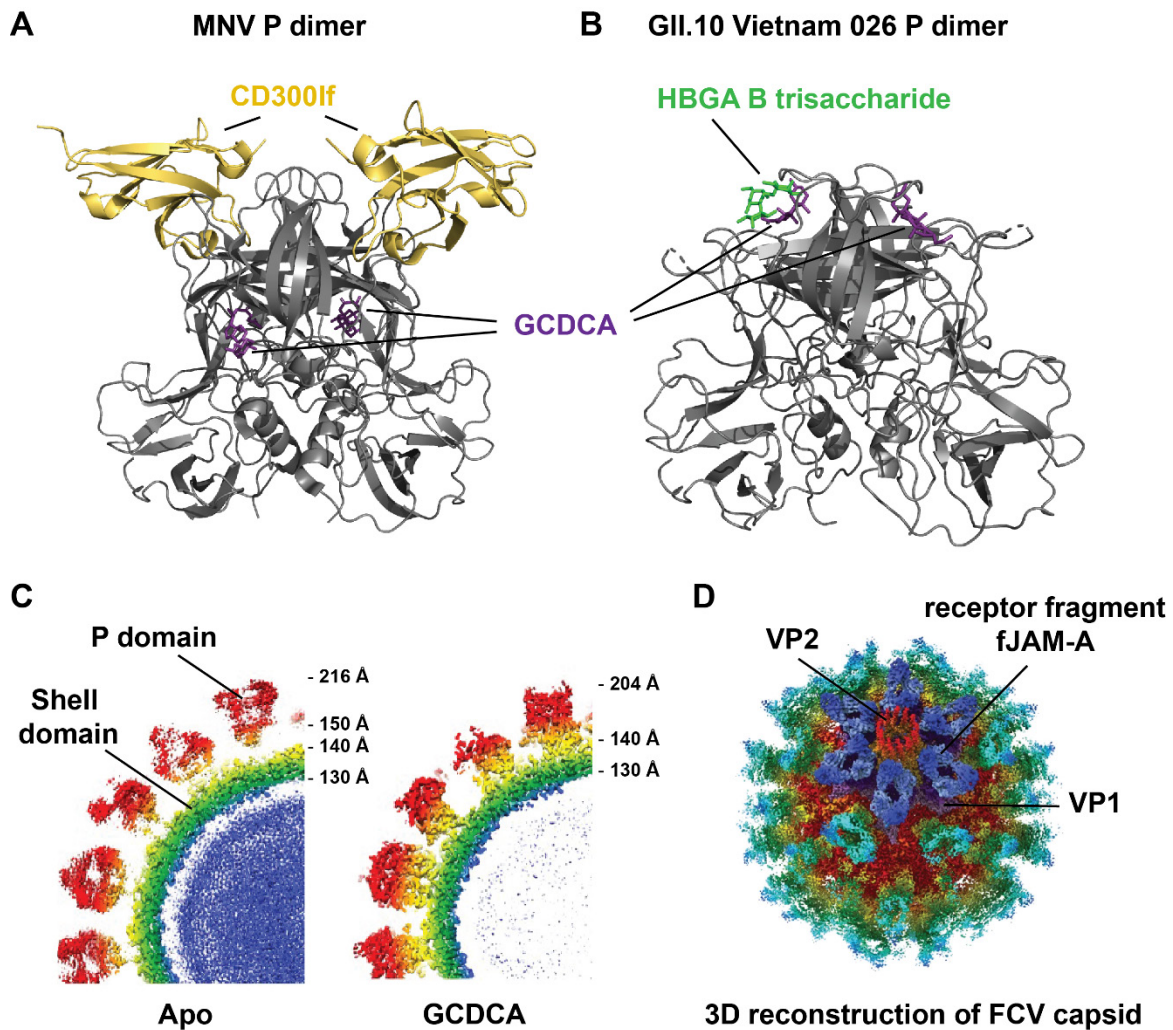 A
MNV P dimer
CD300lf
B
GII.10 Vietnam 026 P dimer
HBGA B trisaccharide
GCDCA
C
P domain
Shell
domain
- 216 Å
- 150 Å
- 140 Å
- 130 Å
Apo
- 204 Å
- 140 Å
- 130 Å
GCDCA
D
VP2
receptor fragment
fJAM-A
VP1
3D reconstruction of FCV capsid